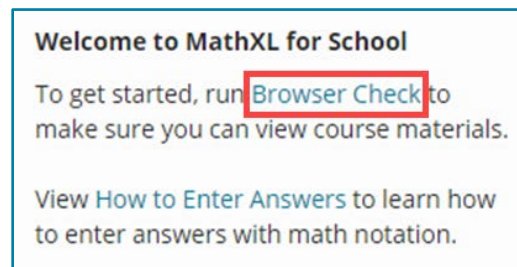 Welcome to MathXL for School
To get started, run Browser Check to
make sure you can view course materials.
View How to Enter Answers to learn how
to enter answers with math notation.